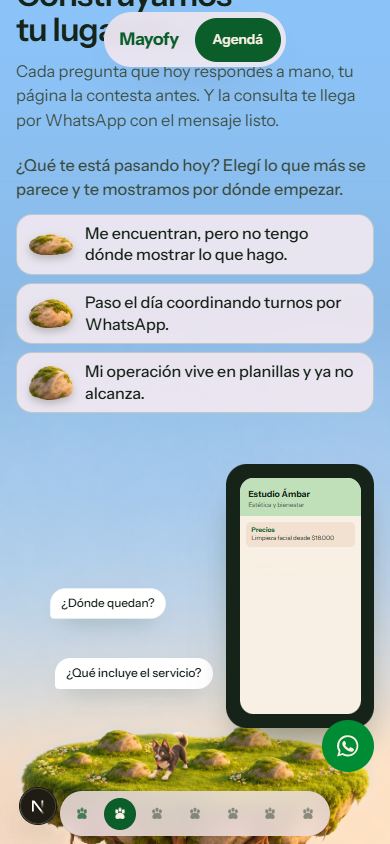 Construyamos
tu luga
Mayofy
Agendá
Cada pregunta que hoy respondés a mano, tu
página la contesta antes. Y la consulta te llega
por WhatsApp con el mensaje listo.
¿Qué te está pasando hoy? Elegí lo que más se
parece y te mostramos por dónde empezar.
Me encuentran, pero no tengo
dónde mostrar lo que hago.
Paso el día coordinando turnos por
WhatsApp.
Mi operación vive en planillas y ya no
alcanza.
Estudio Ámbar
Estética y bienestar
Precios
Limpieza facial desde $18.000
¿Dónde quedan?
¿Qué incluye el servicio?
N